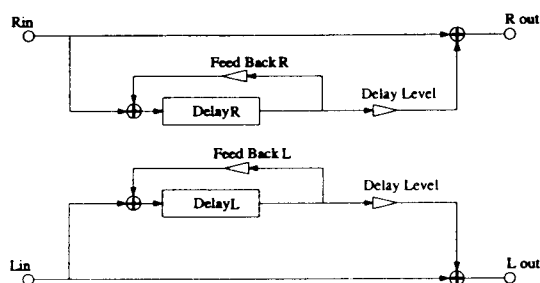 Rin
R out
Feed Back R
Delay Level
DelayR
Feed Back L
Delay Level
DelayL
Lin
L out